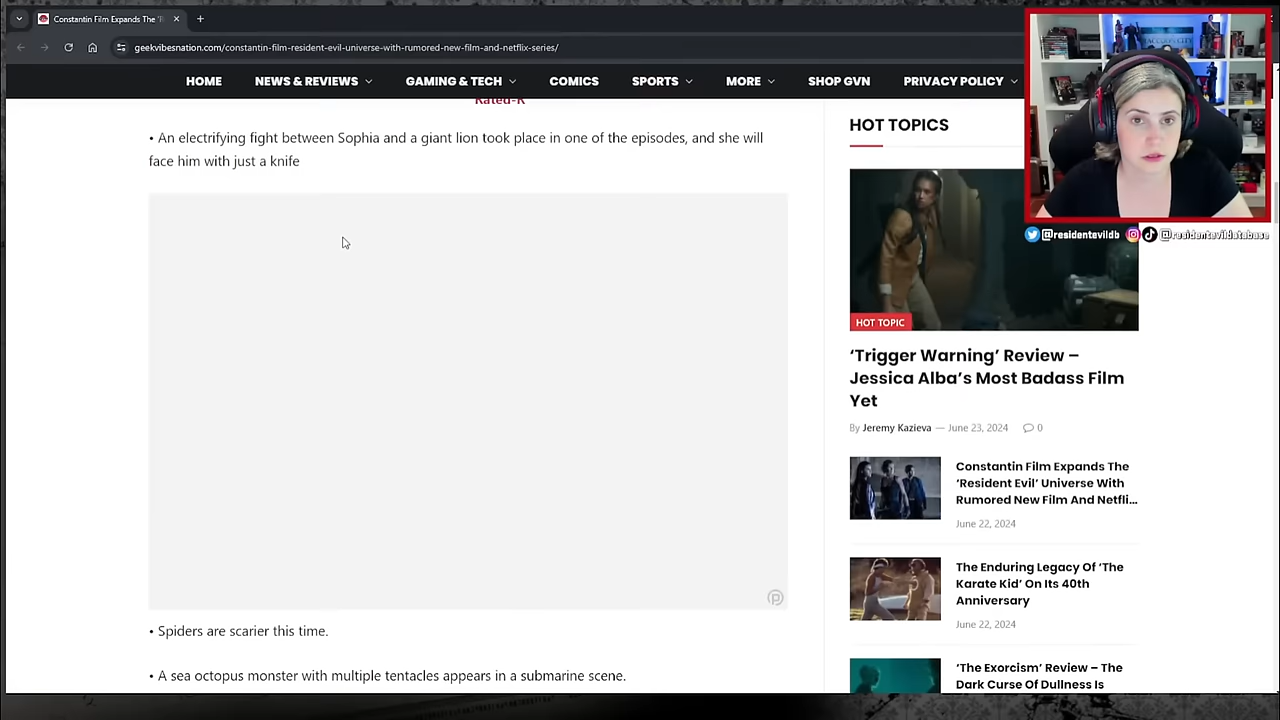 Constantin Film Expands The 'R
geekvibesnation.com/constantin-film-resident-evil-universe-with-rumored-new-film-and-netflix-series/
HOME
NEWS & REVIEWS
GAMING & TECH
COMICS
SPORTS
MORE
SHOP GVN
PRIVACY POLICY
Rated-R
• An electrifying fight between Sophia and a giant lion took place in one of the episodes, and she will
face him with just a knife
• Spiders are scarier this time.
• A sea octopus monster with multiple tentacles appears in a submarine scene.
HOT TOPICS
HOT TOPIC
‘Trigger Warning’ Review –
Jessica Alba’s Most Badass Film
Yet
By Jeremy Kazieva — June 23, 2024 0
Constantin Film Expands The
‘Resident Evil’ Universe With
Rumored New Film And Netfli...
June 22, 2024
The Enduring Legacy Of ‘The
Karate Kid’ On Its 40th
Anniversary
June 22, 2024
‘The Exorcism’ Review – The
Dark Curse Of Dullness Is
@residentevildb @residentevildatabase